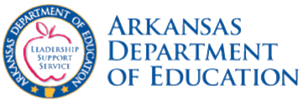 ARKANSAS DEPARTMENT OF EDUCATION
LEADERSHIP
SUPPORT
SERVICE
ARKANSAS
DEPARTMENT
OF EDUCATION